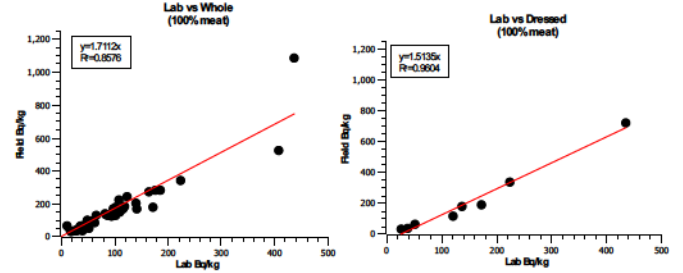 Lab vs Whole
(100% meat)
y=1.7112x
R²=0.8576
1,200
1,000
800
600
400
200
0
Field Bq/kg
0 100 200 300 400 500
Lab Bq/kg
Lab vs Dressed
(100% meat)
y=1.5135x
R²=0.9604
1,200
1,000
800
600
400
200
0
Field Bq/kg
0 100 200 300 400 500
Lab Bq/kg